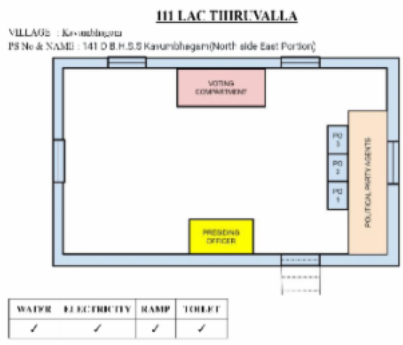 111 LAC THIRUVALLA
VILLAGE : Kavumbhagam
PS No & NAME : 141 D B.H.S.S Kavumbhagam(North side East Portion)
VOTING
COMPARTMENT
PO
3
PO
2
PO
1
POLITICAL PARTY AGENTS
PRESIDING
OFFICER
WATER ELECTRICITY RAMP TOILET
✓ ✓ ✓ ✓